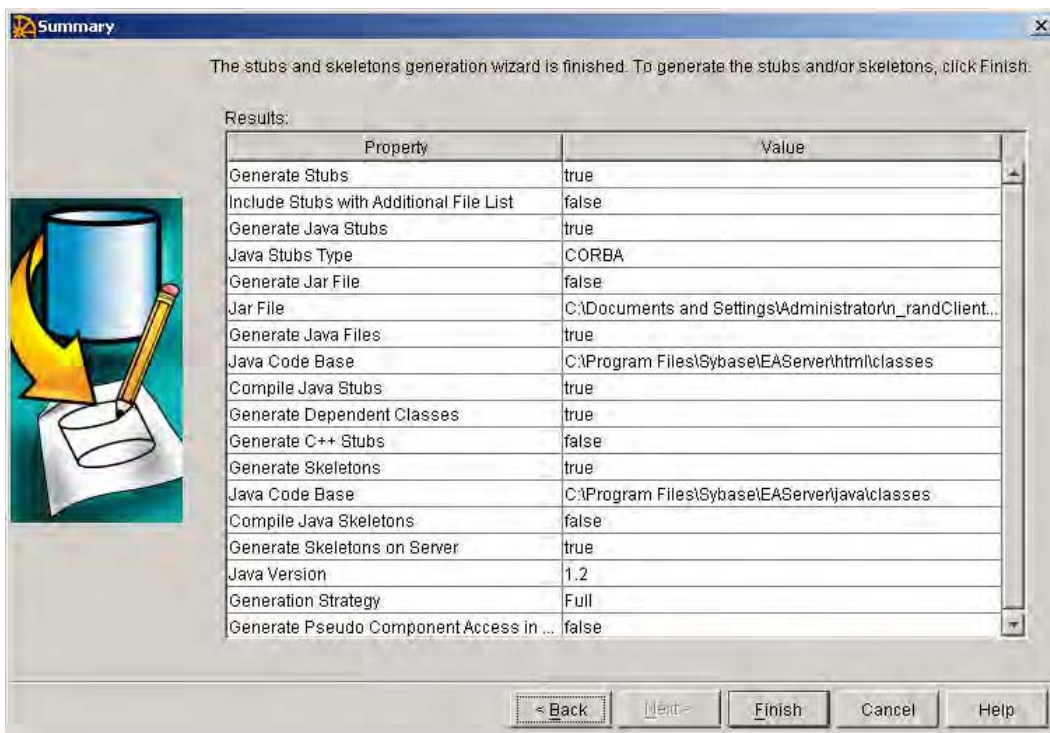 Summary
The stubs and skeletons generation wizard is finished. To generate the stubs and/or skeletons, click Finish.
Results:
Property Value
Generate Stubs true
Include Stubs with Additional File List false
Generate Java Stubs true
Java Stubs Type CORBA
Generate Jar File false
Jar File C:\Documents and Settings\Administrator\n_randClient...
Generate Java Files true
Java Code Base C:\Program Files\Sybase\EAServer\html\classes
Compile Java Stubs true
Generate Dependent Classes true
Generate C++ Stubs false
Generate Skeletons true
Java Code Base C:\Program Files\Sybase\EAServer\java\classes
Compile Java Skeletons false
Generate Skeletons on Server true
Java Version 1.2
Generation Strategy Full
Generate Pseudo Component Access in ... false
< Back Next > Finish Cancel Help